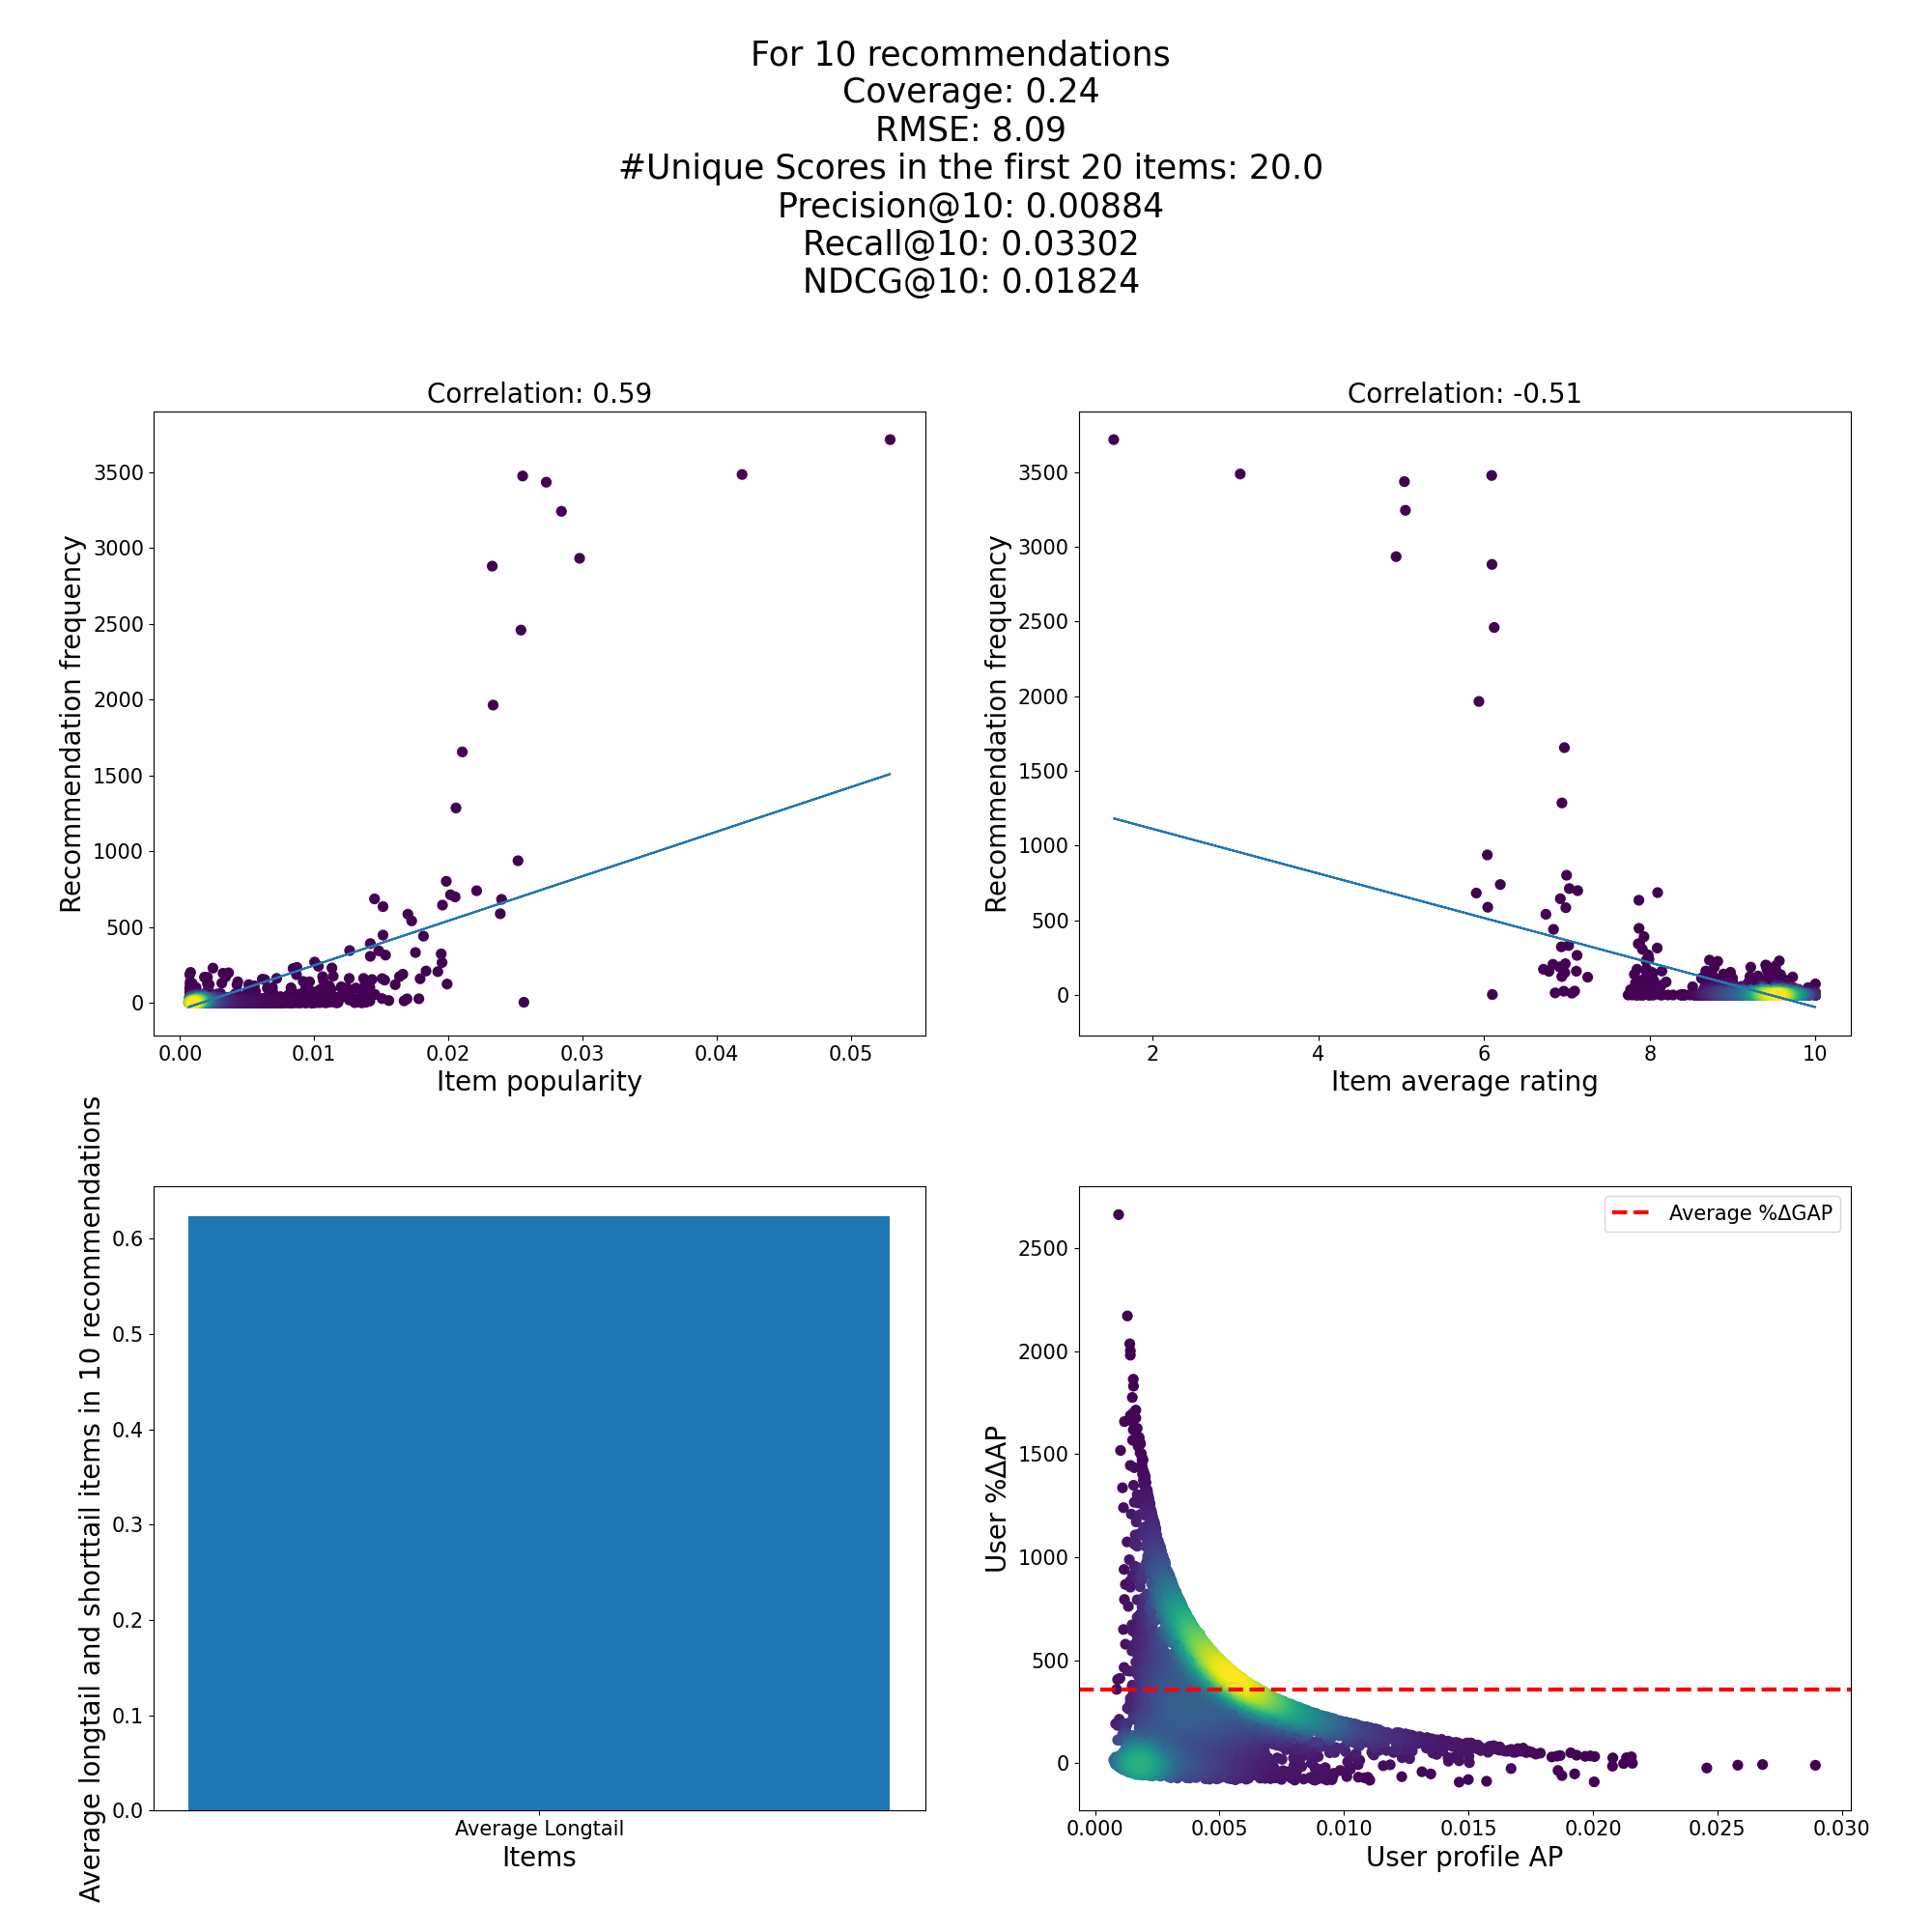 For 10 recommendations
Coverage: 0.24
RMSE: 8.09
#Unique Scores in the first 20 items: 20.0
Precision@10: 0.00884
Recall@10: 0.03302
NDCG@10: 0.01824
Correlation: 0.59
Recommendation frequency
3500
3000
2500
2000
1500
1000
500
0
0.00 0.01 0.02 0.03 0.04 0.05
Item popularity
Correlation: -0.51
Recommendation frequency
3500
3000
2500
2000
1500
1000
500
0
2 4 6 8 10
Item average rating
Average longtail and shorttail items in 10 recommendations
0.6
0.5
0.4
0.3
0.2
0.1
0.0
Average Longtail
Items
Average %ΔGAP
User %ΔAP
2500
2000
1500
1000
500
0
0.000 0.005 0.010 0.015 0.020 0.025 0.030
User profile AP